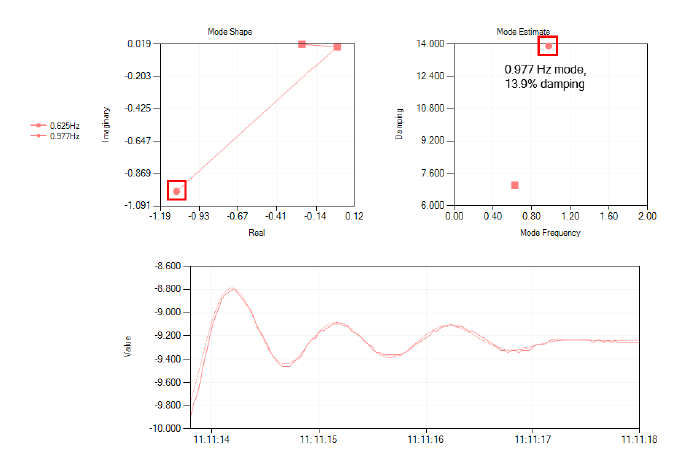 Mode Shape
0.019
-0.203
-0.425
-0.647
-0.869
-1.091
Imaginary
-1.19 -0.93 -0.67 -0.41 -0.14 0.12
Real
0.625Hz
0.977Hz
Mode Estimate
14.000
12.400
10.800
9.200
7.600
6.000
Damping
0.977 Hz mode,
13.9% damping
0.00 0.40 0.80 1.20 1.60 2.00
Mode Frequency
-8.600
-8.800
-9.000
-9.200
-9.400
-9.600
-9.800
-10.000
Value
11:11:14 11:11:15 11:11:16 11:11:17 11:11:18